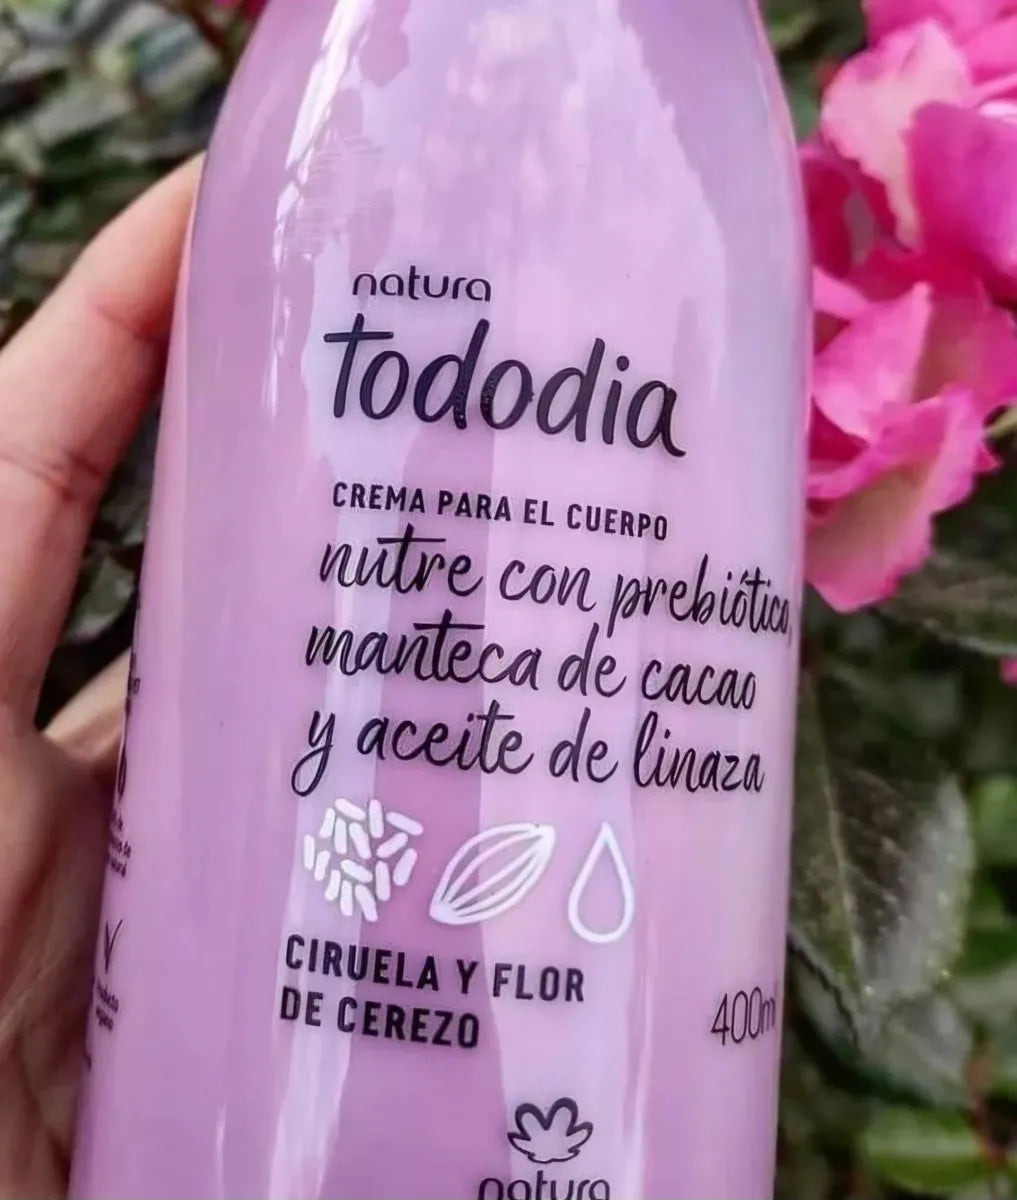 natura
tododia
CREMA PARA EL CUERPO
nutre con prebiótico,
manteca de cacao
y aceite de linaza
CIRUELA Y FLOR
DE CEREZO
400ml
natura